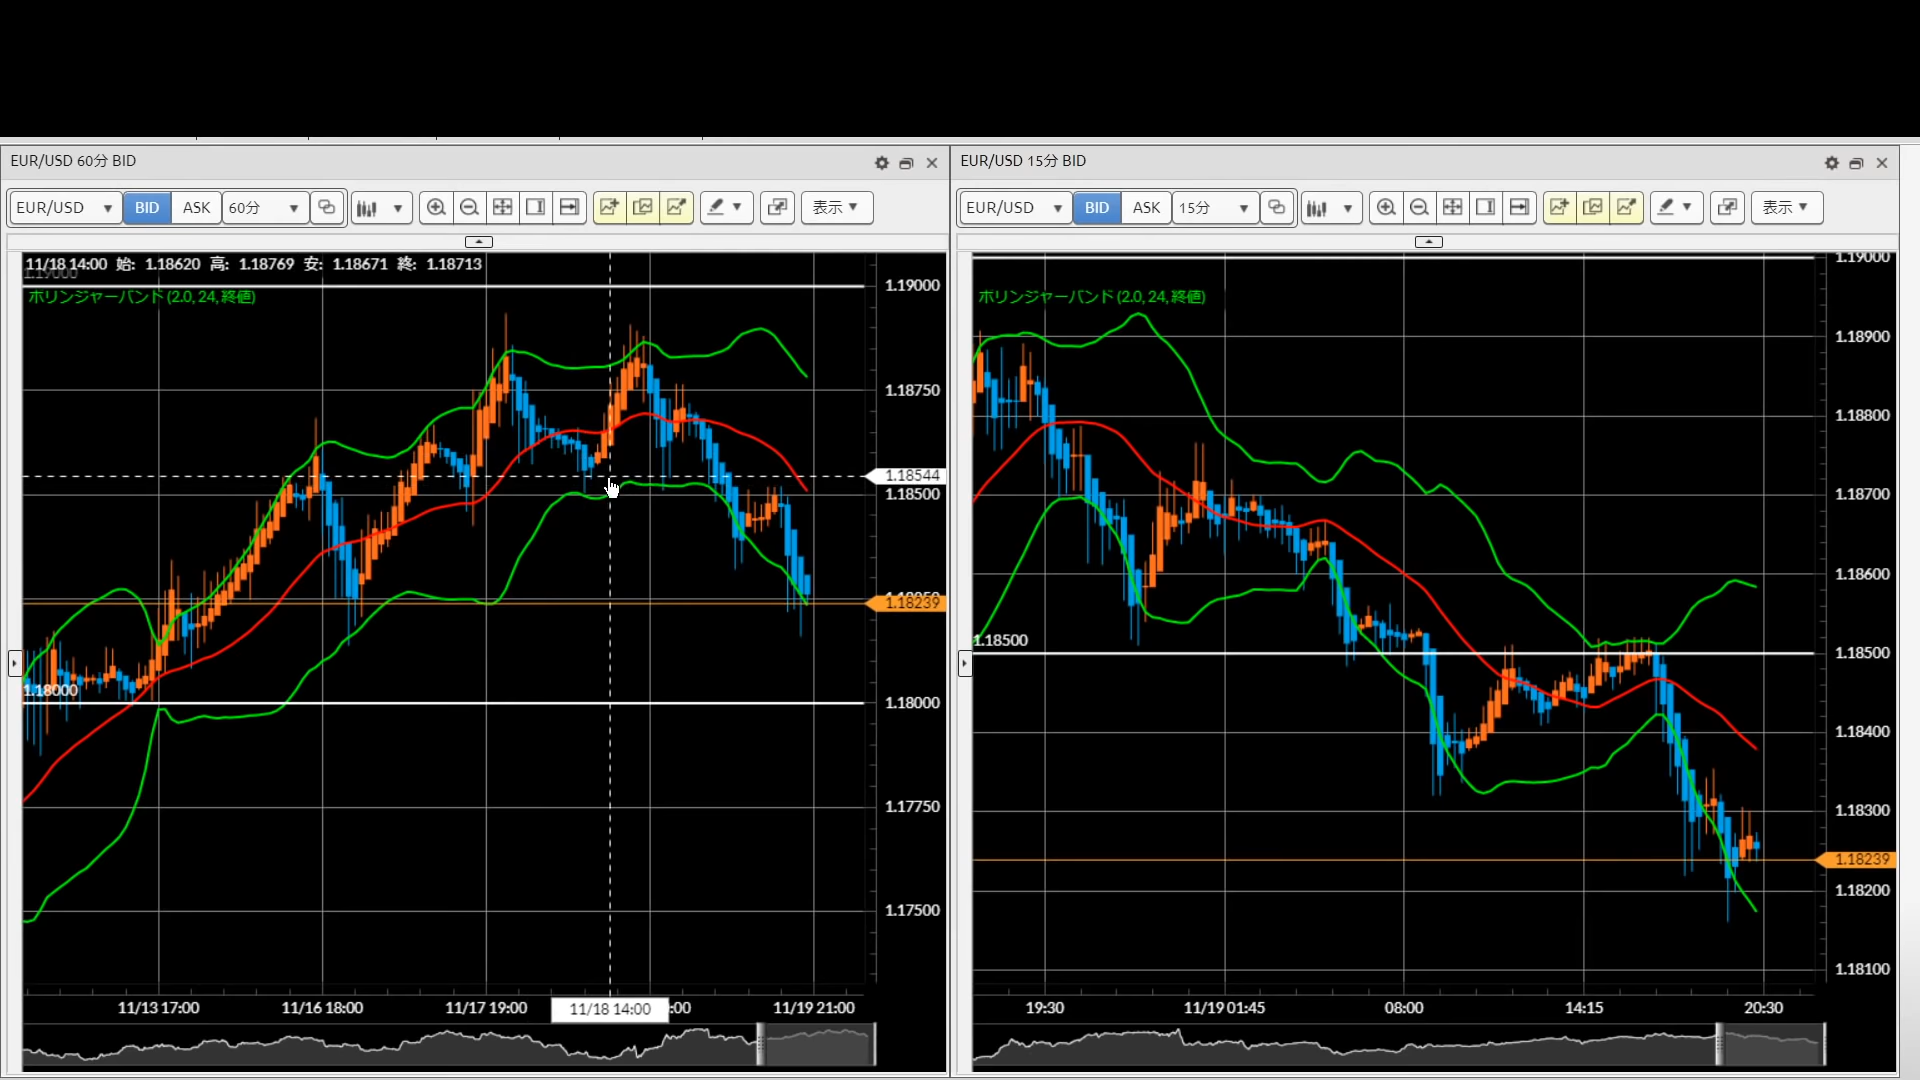 EUR/USD 60分 BID
EUR/USD BID ASK 60分 表示
11/18 14:00 始: 1.18620 高: 1.18769 安: 1.18671 終: 1.18713
1.19000
1.19000
ボリンジャーバンド (2.0, 24, 終値)
1.18750
1.18544
1.18500
1.18250
1.18239
1.18000
1.18000
1.17750
1.17500
11/13 17:00 11/16 18:00 11/17 19:00 11/18 14:00 :00 11/19 21:00
EUR/USD 15分 BID
EUR/USD BID ASK 15分 表示
1.19000
ボリンジャーバンド (2.0, 24, 終値)
1.18900
1.18800
1.18700
1.18600
1.18500
1.18500
1.18400
1.18300
1.18239
1.18200
1.18100
19:30 11/19 01:45 08:00 14:15 20:30